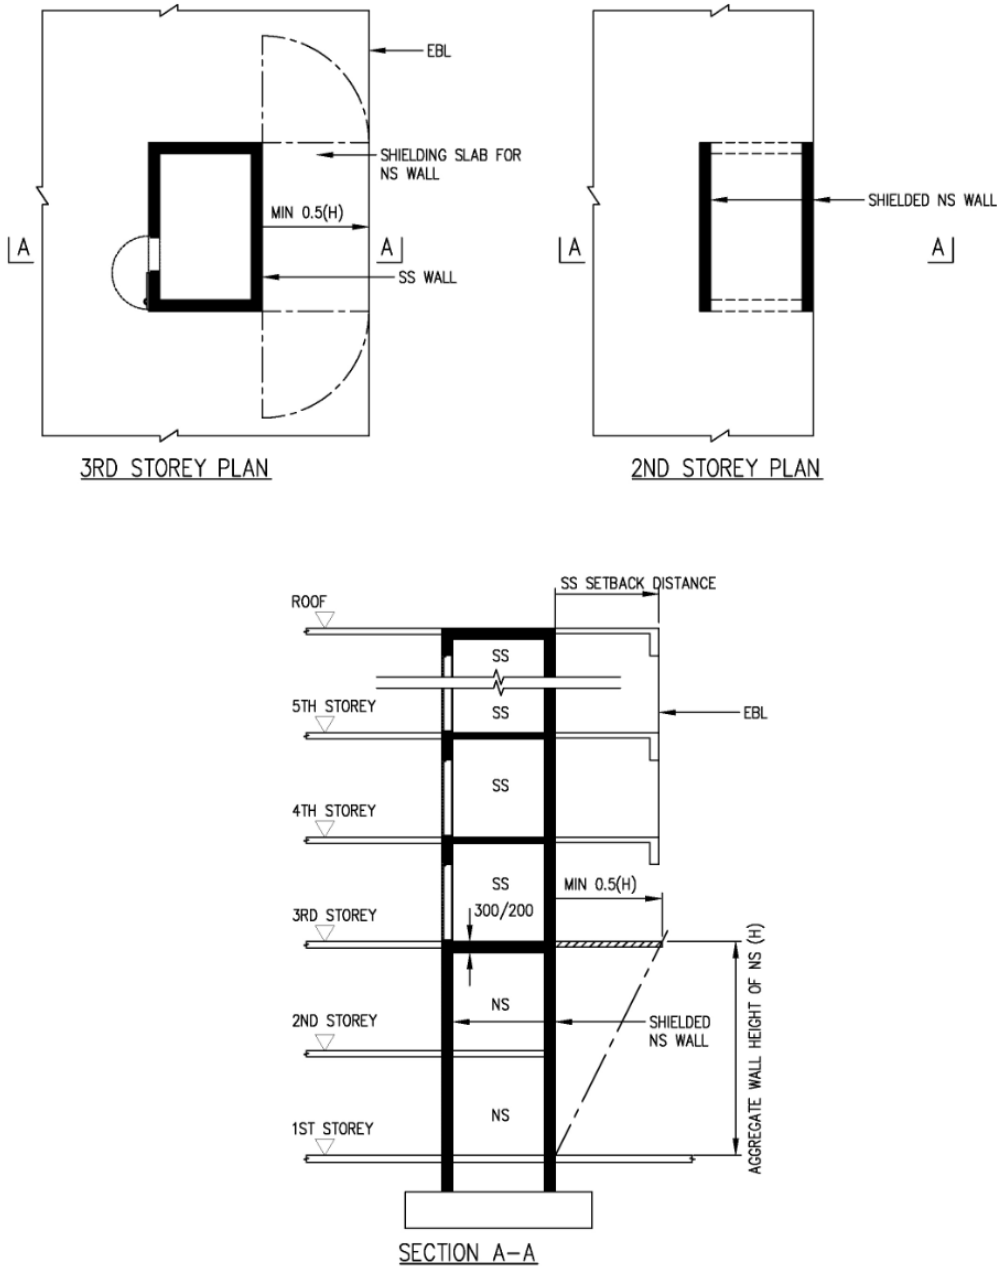 EBL
SHIELDING SLAB FOR
NS WALL
MIN 0.5(H)
A
A
SS WALL
3RD STOREY PLAN
SHIELDED NS WALL
A
A
2ND STOREY PLAN
SS SETBACK DISTANCE
ROOF
SS
5TH STOREY
SS
EBL
4TH STOREY
SS
3RD STOREY
SS
300/200
MIN 0.5(H)
2ND STOREY
NS
SHIELDED
NS WALL
1ST STOREY
NS
AGGREGATE WALL HEIGHT OF NS (H)
SECTION A-A